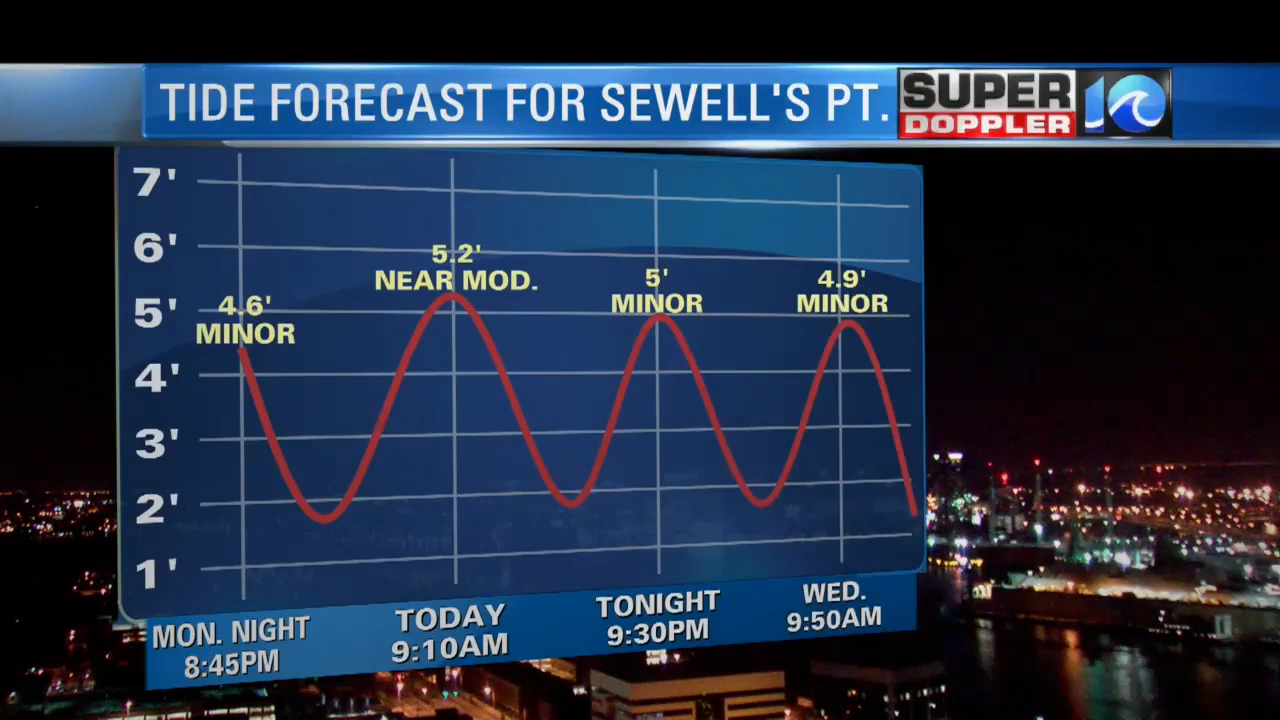 TIDE FORECAST FOR SEWELL'S PT.
SUPER
DOPPLER 10
7'
6'
5'
4'
3'
2'
1'
4.6'
MINOR
5.2'
NEAR MOD.
5'
MINOR
4.9'
MINOR
MON. NIGHT
8:45PM
TODAY
9:10AM
TONIGHT
9:30PM
WED.
9:50AM